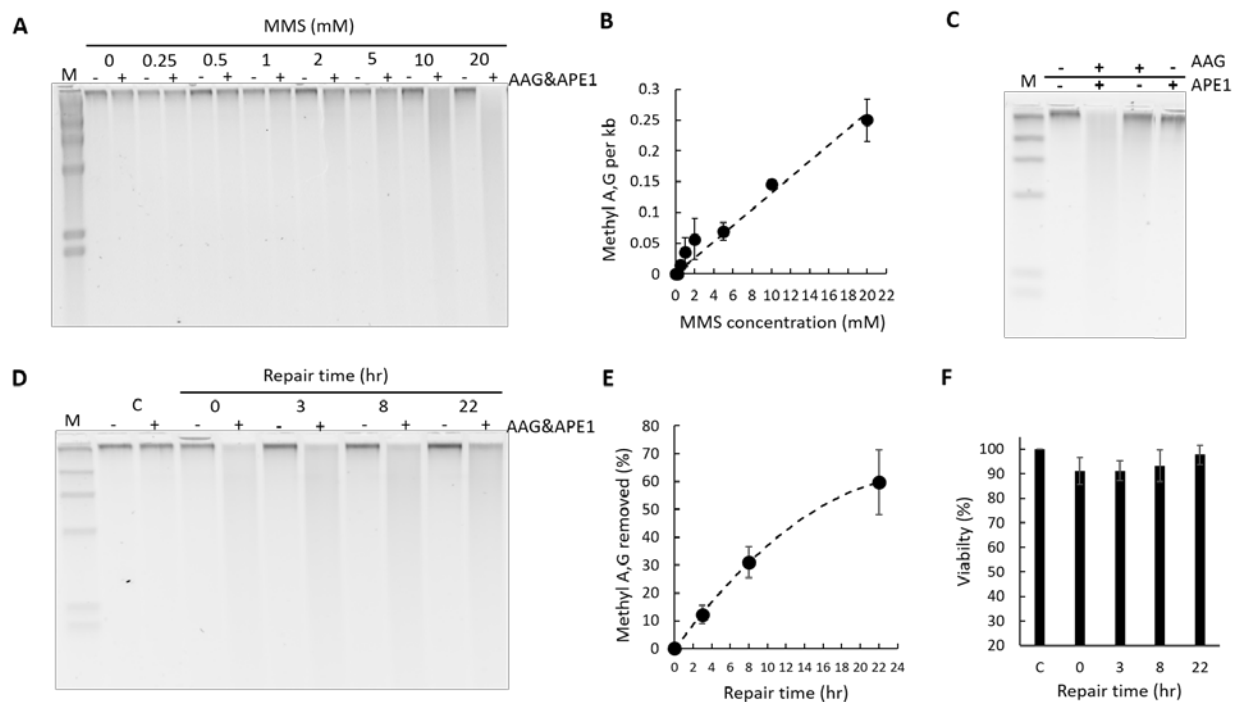 A
MMS (mM)
0 0.25 0.5 1 2 5 10 20
M - + - + - + - + - + - + - + - + AAG&APE1
B
Methyl A,G per kb
0.3
0.25
0.2
0.15
0.1
0.05
0
0 2 4 6 8 10 12 14 16 18 20 22
MMS concentration (mM)
C
- + + - AAG
M - + - + APE1
D
Repair time (hr)
C 0 3 8 22
M - + - + - + - + - + AAG&APE1
E
Methyl A,G removed (%)
80
70
60
50
40
30
20
10
0
0 2 4 6 8 10 12 14 16 18 20 22 24
Repair time (hr)
F
Viabilty (%)
100
90
80
70
60
50
40
30
20
C 0 3 8 22
Repair time (hr)